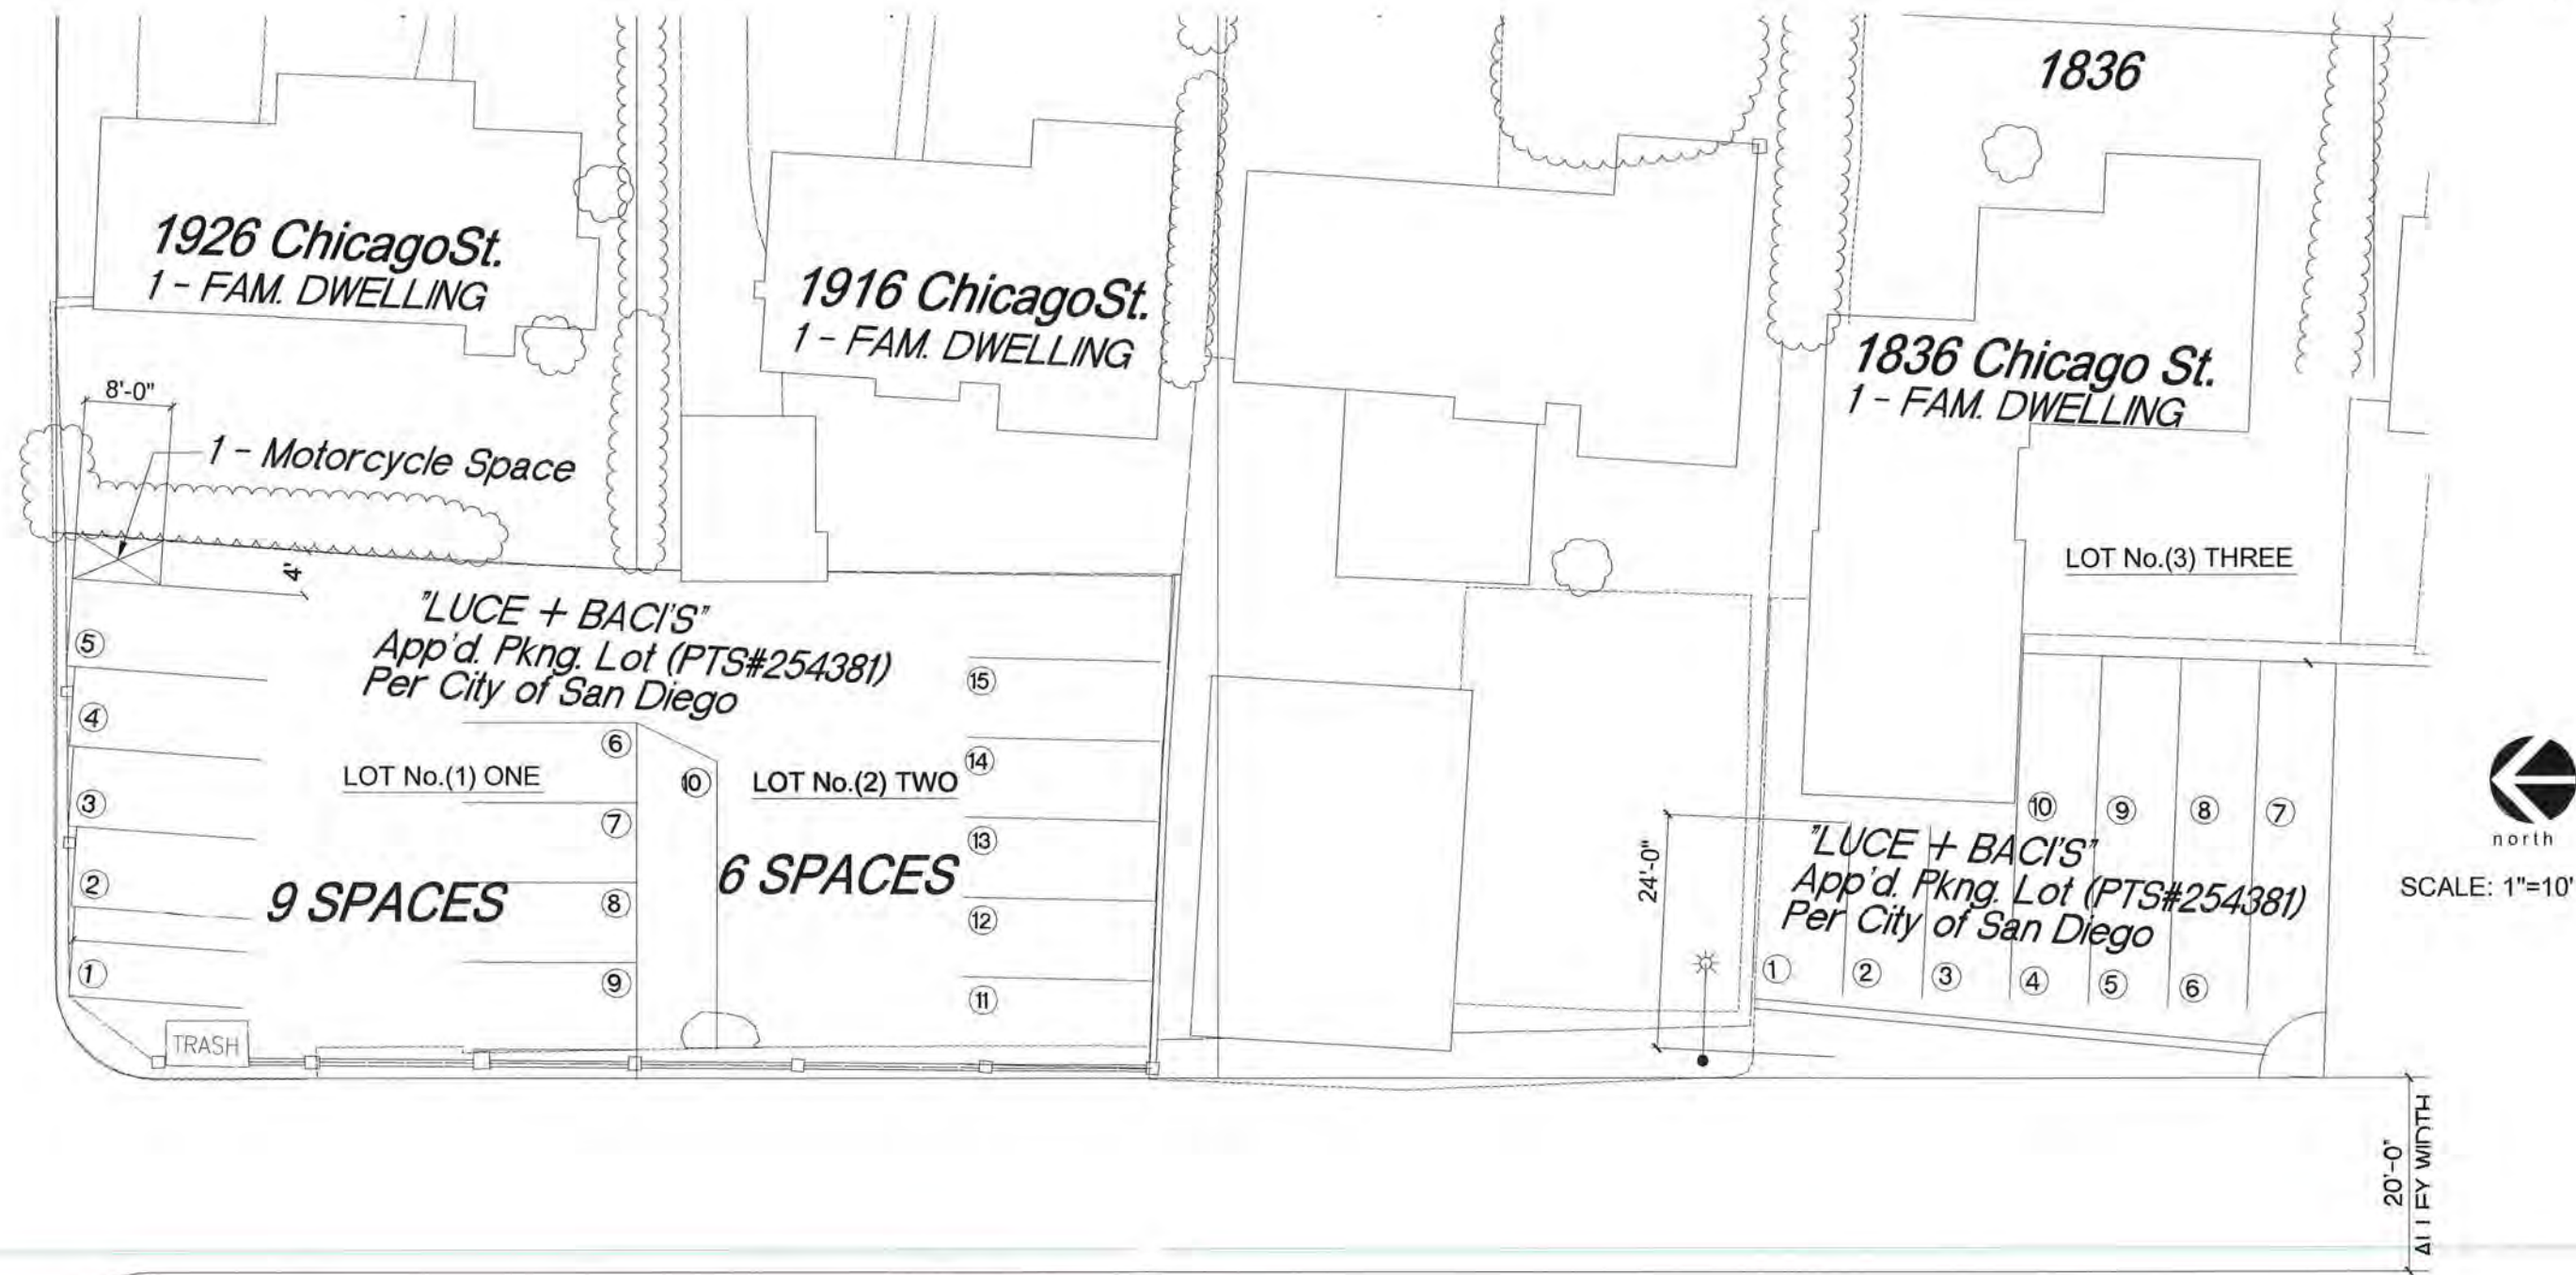 1836
1926 ChicagoSt.
1 - FAM. DWELLING
1916 ChicagoSt.
1 - FAM. DWELLING
1836 Chicago St.
1 - FAM. DWELLING
8'-0"
1 - Motorcycle Space
4'
"LUCE + BACI'S"
App'd. Pkng. Lot (PTS#254381)
Per City of San Diego
5
4
3
2
1
LOT No.(1) ONE
9 SPACES
TRASH
6
7
8
9
10
LOT No.(2) TWO
6 SPACES
15
14
13
12
11
LOT No.(3) THREE
10
9
8
7
24'-0"
"LUCE + BACI'S"
App'd. Pkng. Lot (PTS#254381)
Per City of San Diego
1
2
3
4
5
6
north
SCALE: 1"=10'
20'-0"
ALLEY WIDTH